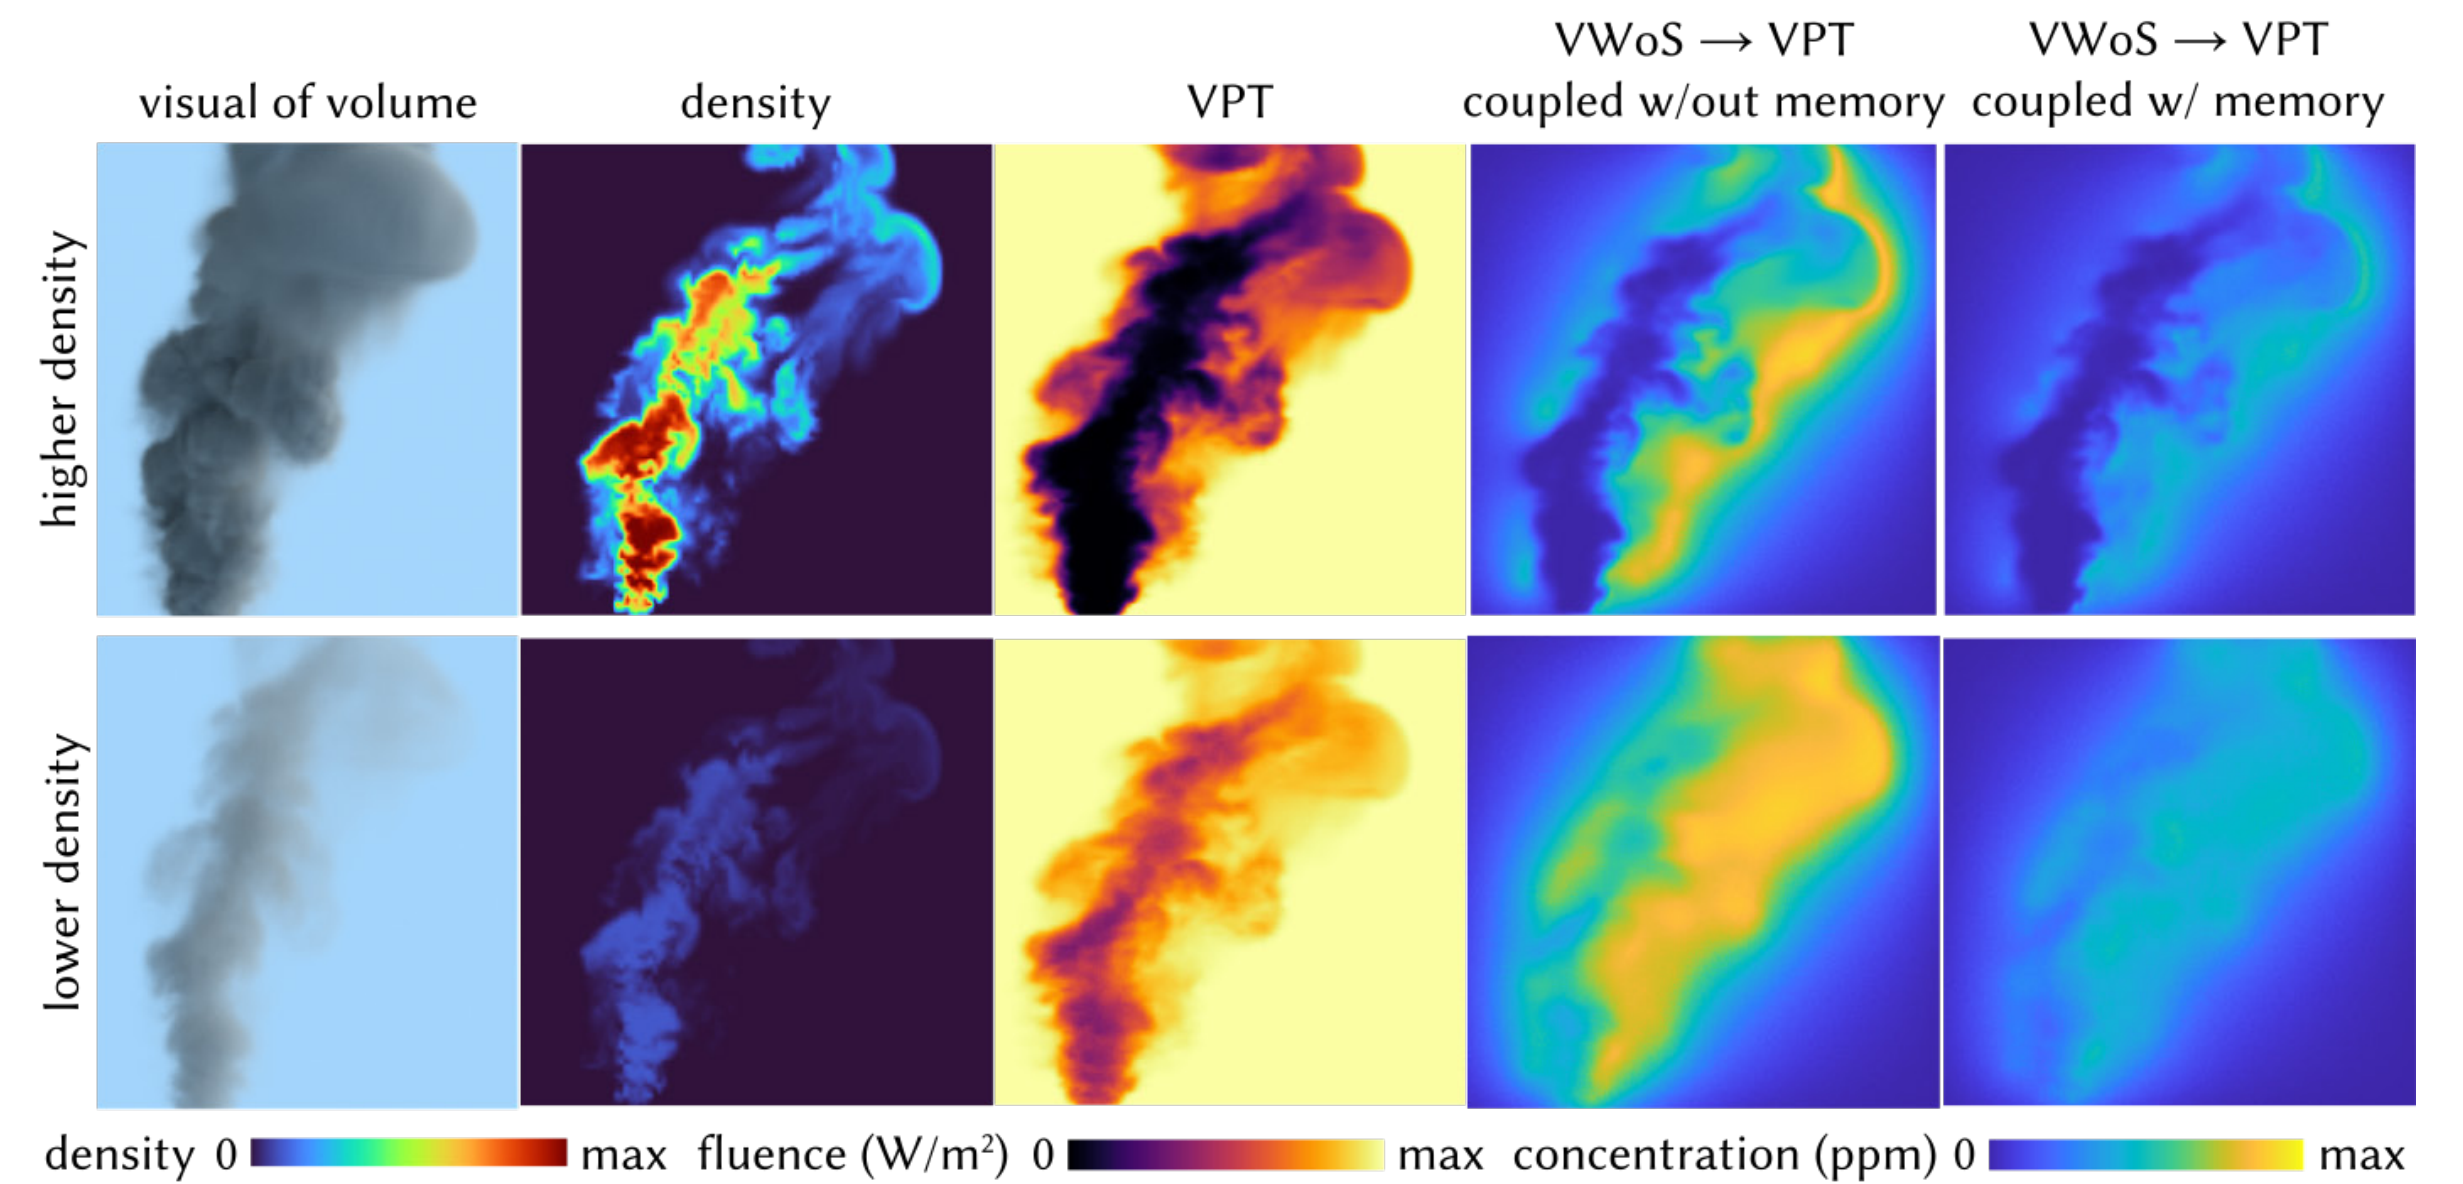 VWoS → VPT VWoS → VPT
visual of volume density VPT coupled w/out memory coupled w/ memory
higher density
lower density
density 0 max fluence (W/m²) 0 max concentration (ppm) 0 max